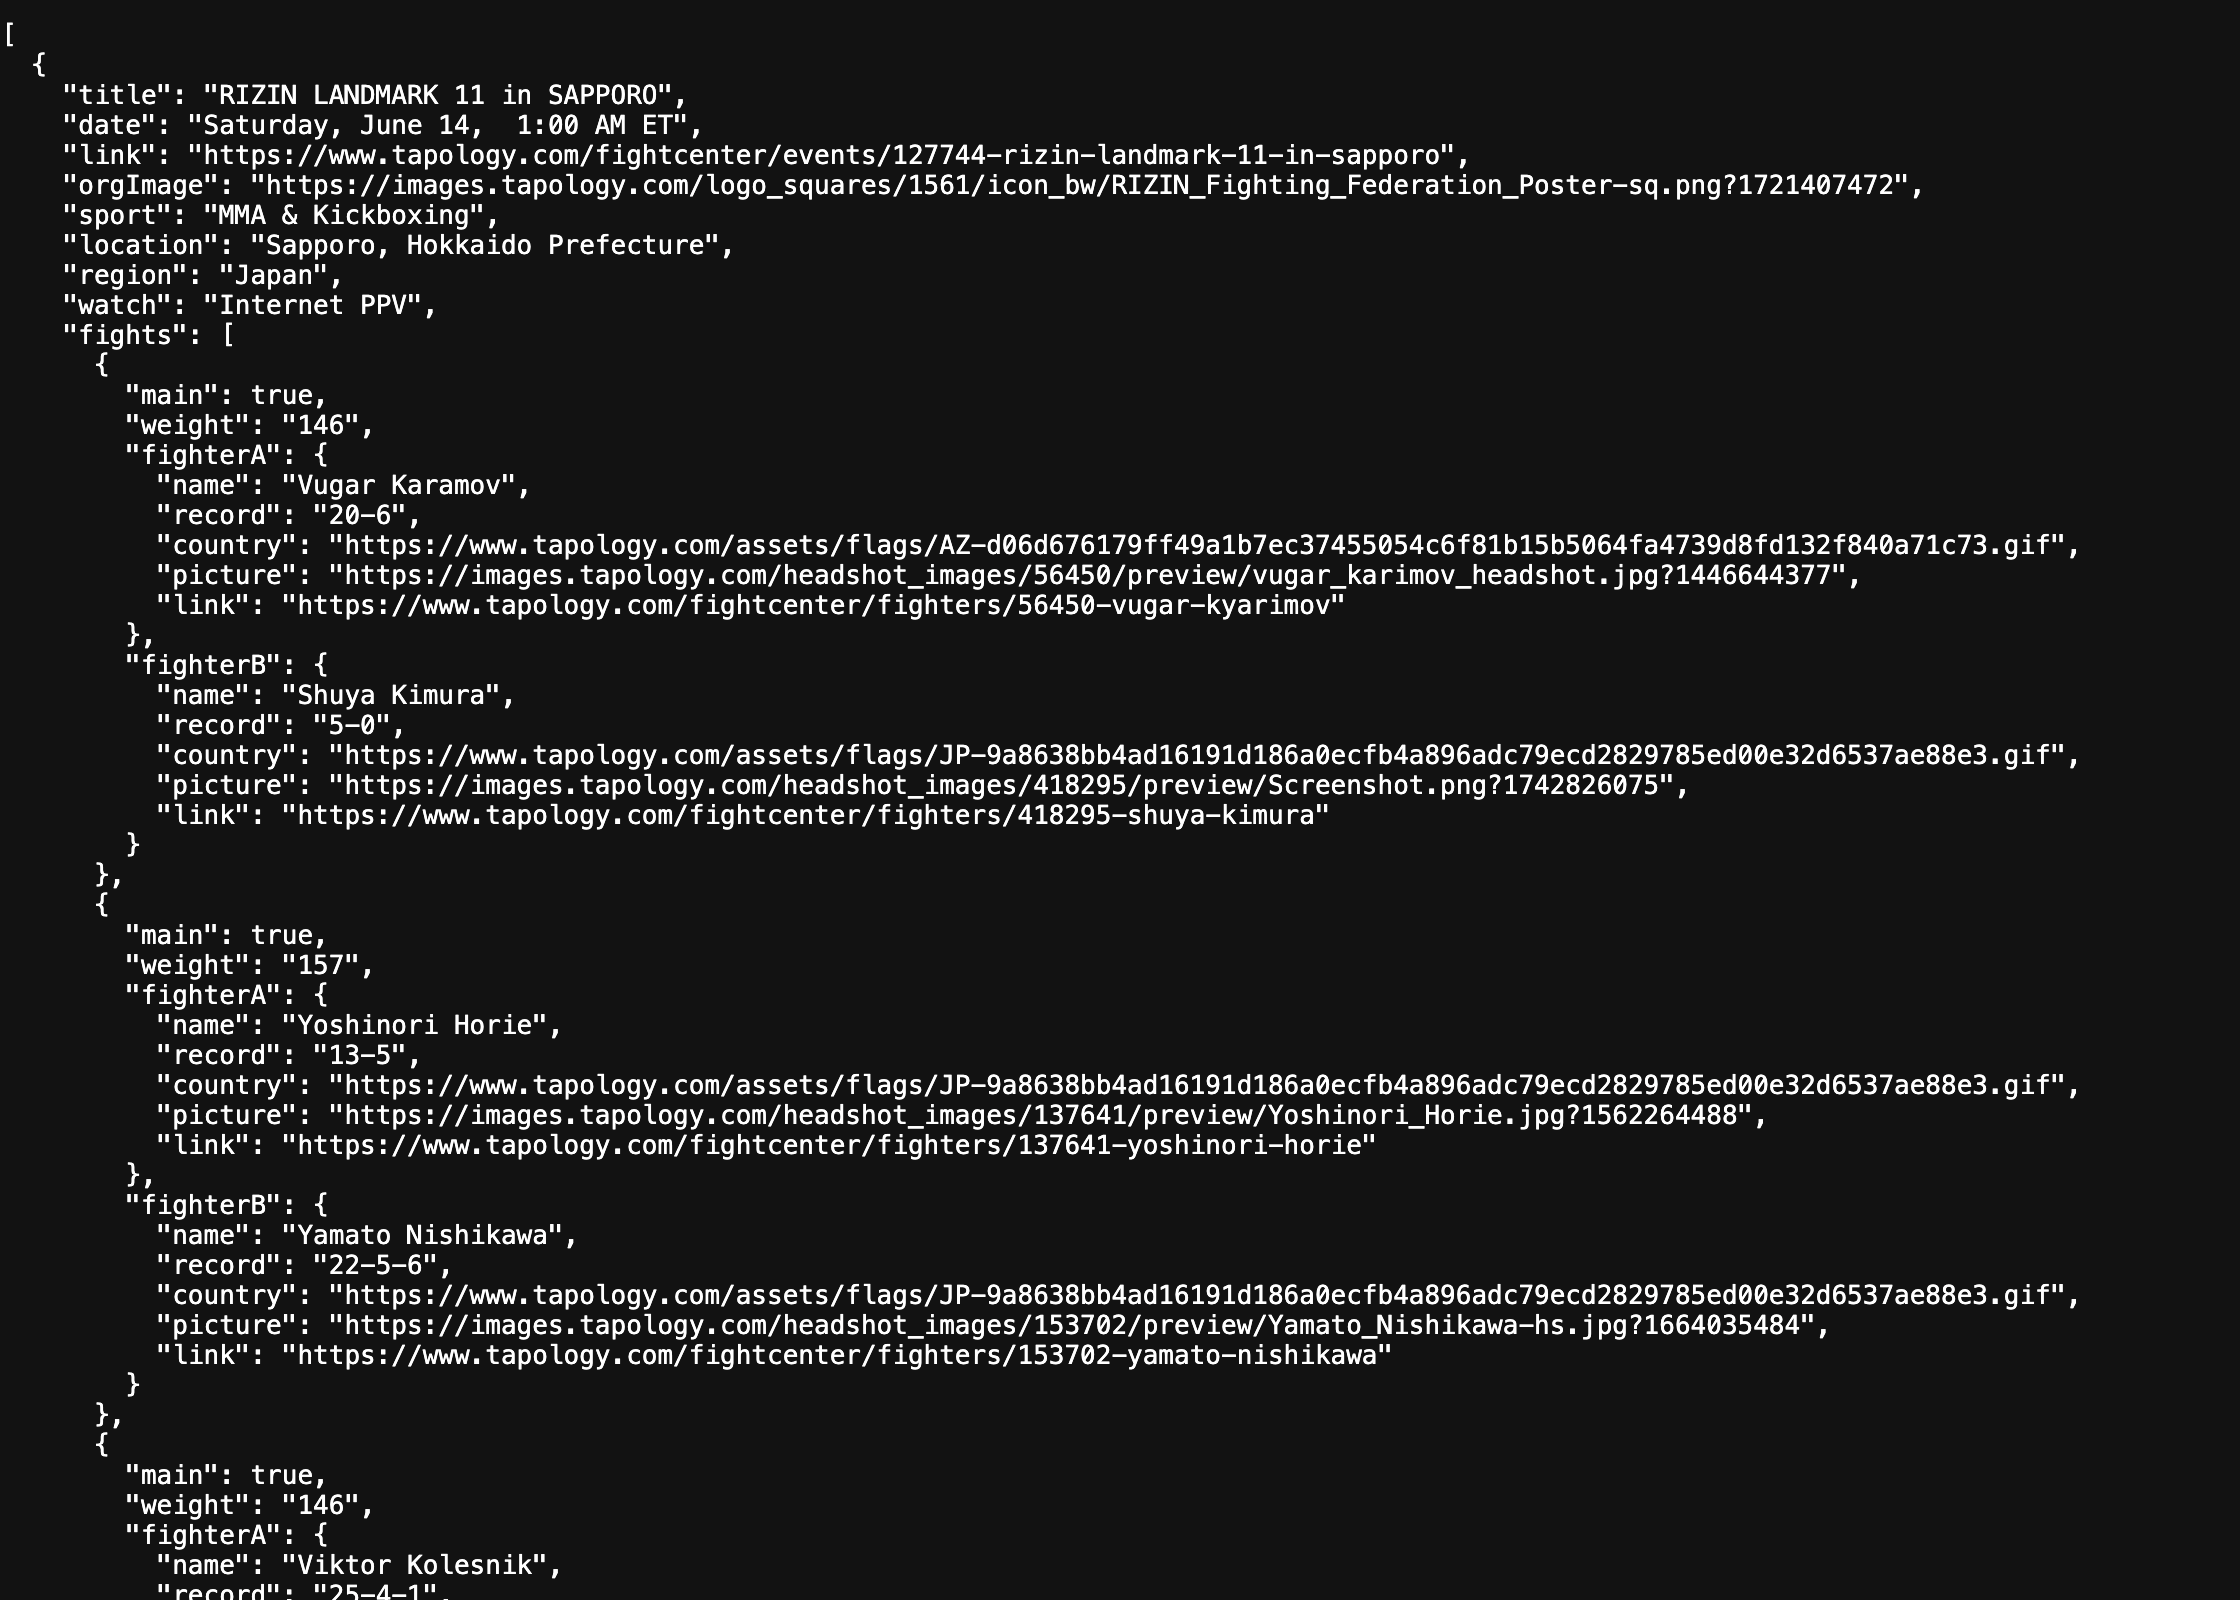 [
  {
    "title": "RIZIN LANDMARK 11 in SAPPORO",
    "date": "Saturday, June 14,  1:00 AM ET",
    "link": "https://www.tapology.com/fightcenter/events/127744-rizin-landmark-11-in-sapporo",
    "orgImage": "https://images.tapology.com/logo_squares/1561/icon_bw/RIZIN_Fighting_Federation_Poster-sq.png?1721407472",
    "sport": "MMA & Kickboxing",
    "location": "Sapporo, Hokkaido Prefecture",
    "region": "Japan",
    "watch": "Internet PPV",
    "fights": [
      {
        "main": true,
        "weight": "146",
        "fighterA": {
          "name": "Vugar Karamov",
          "record": "20-6",
          "country": "https://www.tapology.com/assets/flags/AZ-d06d676179ff49a1b7ec37455054c6f81b15b5064fa4739d8fd132f840a71c73.gif",
          "picture": "https://images.tapology.com/headshot_images/56450/preview/vugar_karimov_headshot.jpg?1446644377",
          "link": "https://www.tapology.com/fightcenter/fighters/56450-vugar-kyarimov"
        },
        "fighterB": {
          "name": "Shuya Kimura",
          "record": "5-0",
          "country": "https://www.tapology.com/assets/flags/JP-9a8638bb4ad16191d186a0ecfb4a896adc79ecd2829785ed00e32d6537ae88e3.gif",
          "picture": "https://images.tapology.com/headshot_images/418295/preview/Screenshot.png?1742826075",
          "link": "https://www.tapology.com/fightcenter/fighters/418295-shuya-kimura"
        }
      },
      {
        "main": true,
        "weight": "157",
        "fighterA": {
          "name": "Yoshinori Horie",
          "record": "13-5",
          "country": "https://www.tapology.com/assets/flags/JP-9a8638bb4ad16191d186a0ecfb4a896adc79ecd2829785ed00e32d6537ae88e3.gif",
          "picture": "https://images.tapology.com/headshot_images/137641/preview/Yoshinori_Horie.jpg?1562264488",
          "link": "https://www.tapology.com/fightcenter/fighters/137641-yoshinori-horie"
        },
        "fighterB": {
          "name": "Yamato Nishikawa",
          "record": "22-5-6",
          "country": "https://www.tapology.com/assets/flags/JP-9a8638bb4ad16191d186a0ecfb4a896adc79ecd2829785ed00e32d6537ae88e3.gif",
          "picture": "https://images.tapology.com/headshot_images/153702/preview/Yamato_Nishikawa-hs.jpg?1664035484",
          "link": "https://www.tapology.com/fightcenter/fighters/153702-yamato-nishikawa"
        }
      },
      {
        "main": true,
        "weight": "146",
        "fighterA": {
          "name": "Viktor Kolesnik",
          "record": "25-4-1",